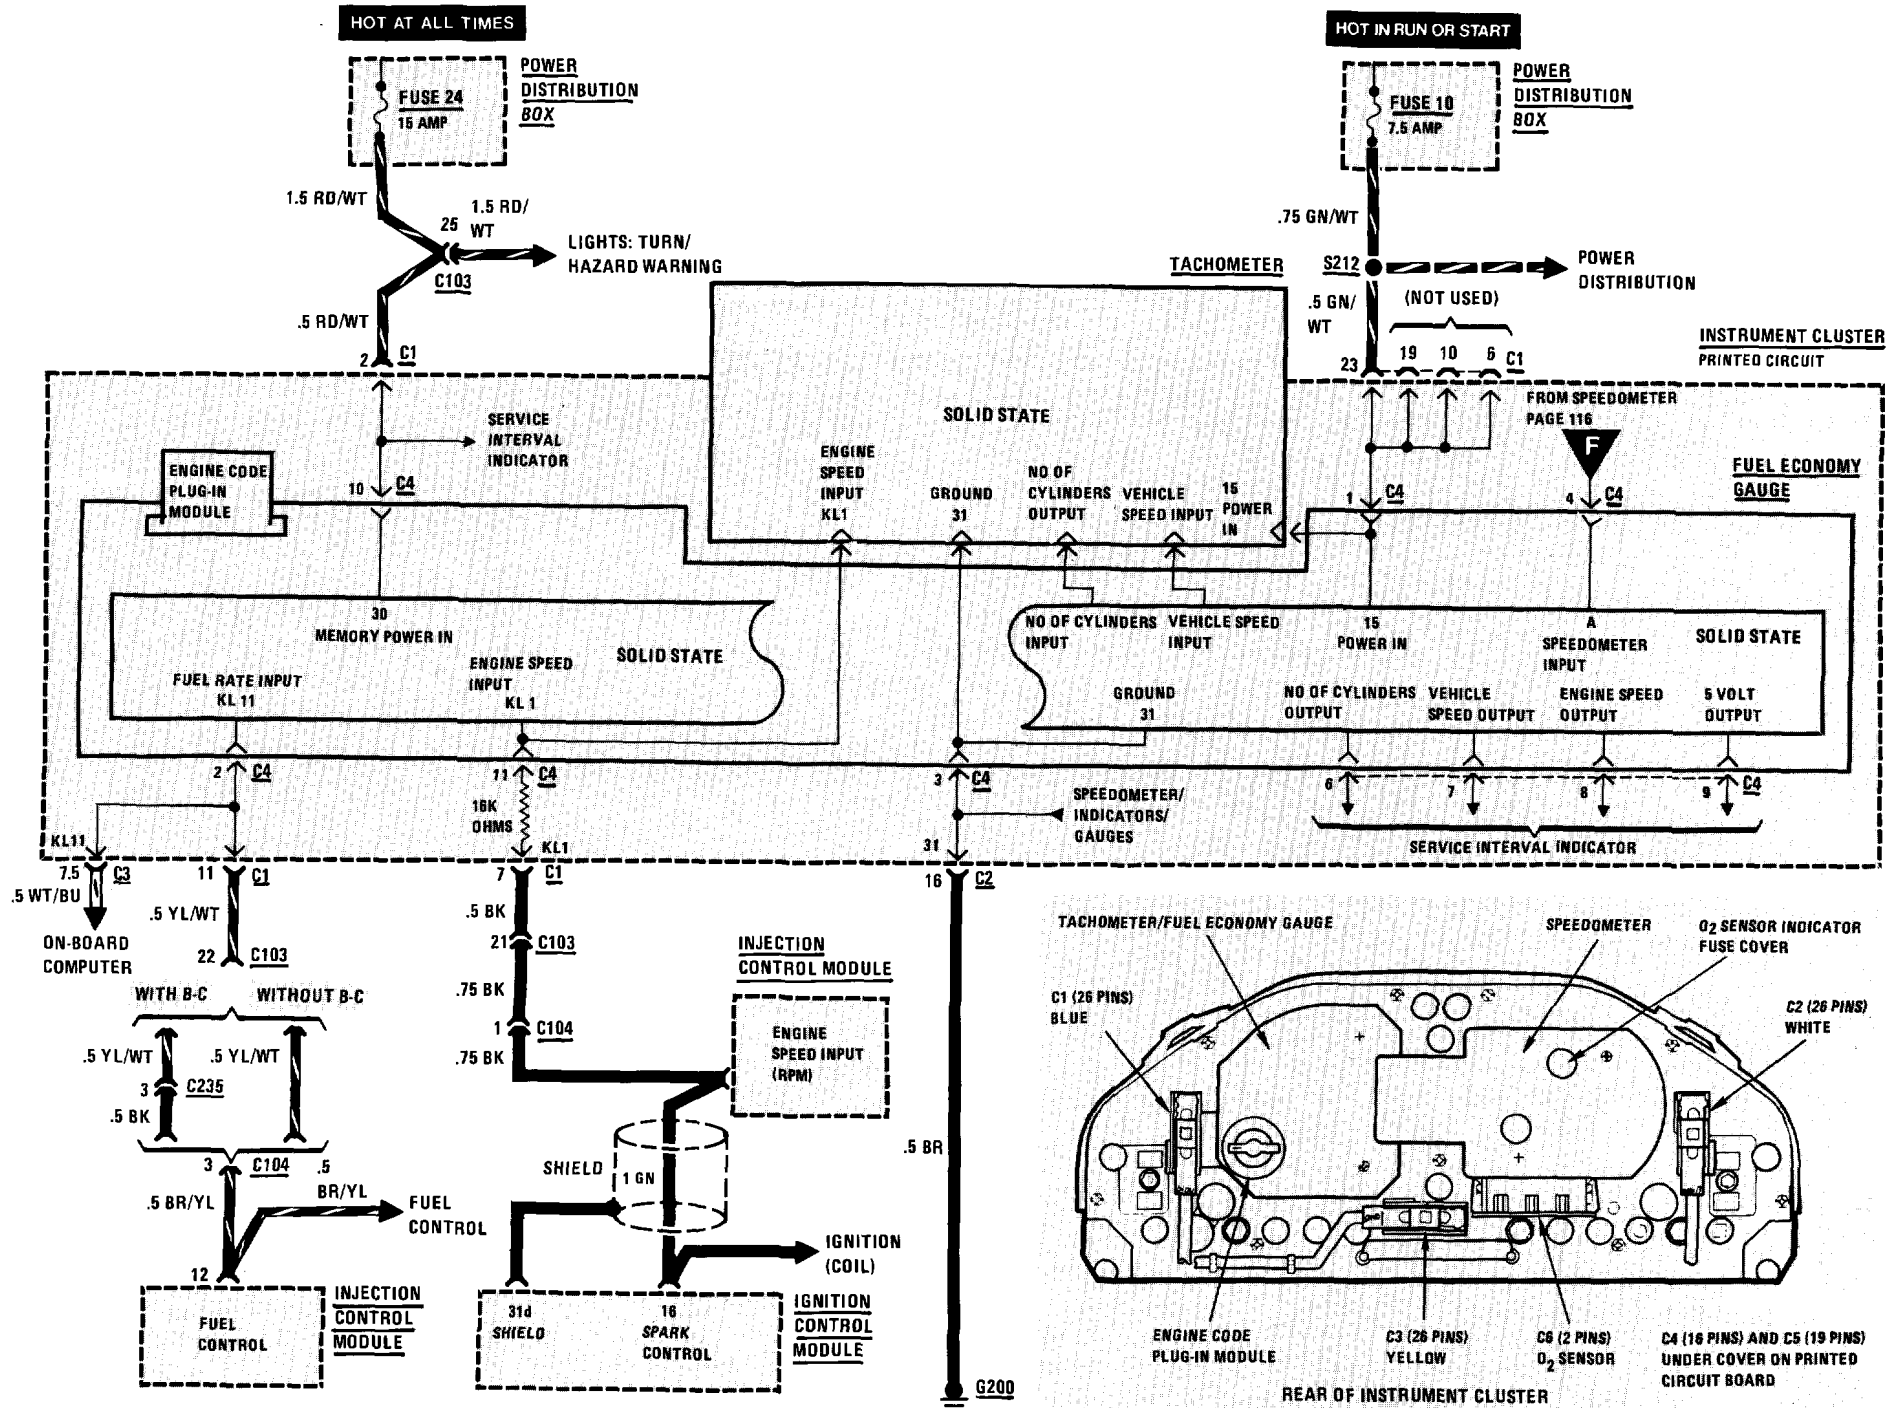 HOT AT ALL TIMES
HOT IN RUN OR START
FUSE 24
15 AMP
POWER
DISTRIBUTION
BOX
FUSE 10
7.5 AMP
POWER
DISTRIBUTION
BOX
1.5 RD/WT
25
1.5 RD/
WT
LIGHTS: TURN/
HAZARD WARNING
C103
.5 RD/WT
2
C1
.75 GN/WT
S212
POWER
DISTRIBUTION
.5 GN/
WT
(NOT USED)
23
19
10
6
C1
TACHOMETER
INSTRUMENT CLUSTER
PRINTED CIRCUIT
SERVICE
INTERVAL
INDICATOR
ENGINE CODE
PLUG-IN
MODULE
10
C4
SOLID STATE
ENGINE
SPEED
INPUT
KL1
GROUND
31
NO OF
CYLINDERS
OUTPUT
VEHICLE
SPEED INPUT
15
POWER
IN
FROM SPEEDOMETER
PAGE 116
F
1
C4
4
C4
FUEL ECONOMY
GAUGE
30
MEMORY POWER IN
SOLID STATE
ENGINE SPEED
INPUT
KL 1
FUEL RATE INPUT
KL 11
NO OF CYLINDERS
INPUT
VEHICLE SPEED
INPUT
15
POWER IN
A
SPEEDOMETER
INPUT
SOLID STATE
GROUND
31
NO OF CYLINDERS
OUTPUT
VEHICLE
SPEED OUTPUT
ENGINE SPEED
OUTPUT
5 VOLT
OUTPUT
2
C4
11
C4
3
C4
6
7
8
9
C4
16K
OHMS
SPEEDOMETER/
INDICATORS/
GAUGES
SERVICE INTERVAL INDICATOR
KL11
KL1
31
7.5
C3
11
C1
7
C1
16
C2
.5 WT/BU
.5 YL/WT
.5 BK
ON-BOARD
COMPUTER
22
C103
21
C103
WITH B-C
WITHOUT B-C
.75 BK
1
C104
.75 BK
INJECTION
CONTROL MODULE
ENGINE
SPEED INPUT
(RPM)
.5 YL/WT
.5 YL/WT
3
C235
.5 BK
3
C104
.5
BR/YL
.5 BR/YL
FUEL
CONTROL
SHIELD
1 GN
.5 BR
IGNITION
(COIL)
12
FUEL
CONTROL
INJECTION
CONTROL
MODULE
31d
SHIELD
16
SPARK
CONTROL
IGNITION
CONTROL
MODULE
G200
TACHOMETER/FUEL ECONOMY GAUGE
SPEEDOMETER
O2 SENSOR INDICATOR
FUSE COVER
C1 (26 PINS)
BLUE
C2 (26 PINS)
WHITE
ENGINE CODE
PLUG-IN MODULE
C3 (26 PINS)
YELLOW
C6 (2 PINS)
O2 SENSOR
C4 (16 PINS) AND C5 (19 PINS)
UNDER COVER ON PRINTED
CIRCUIT BOARD
REAR OF INSTRUMENT CLUSTER